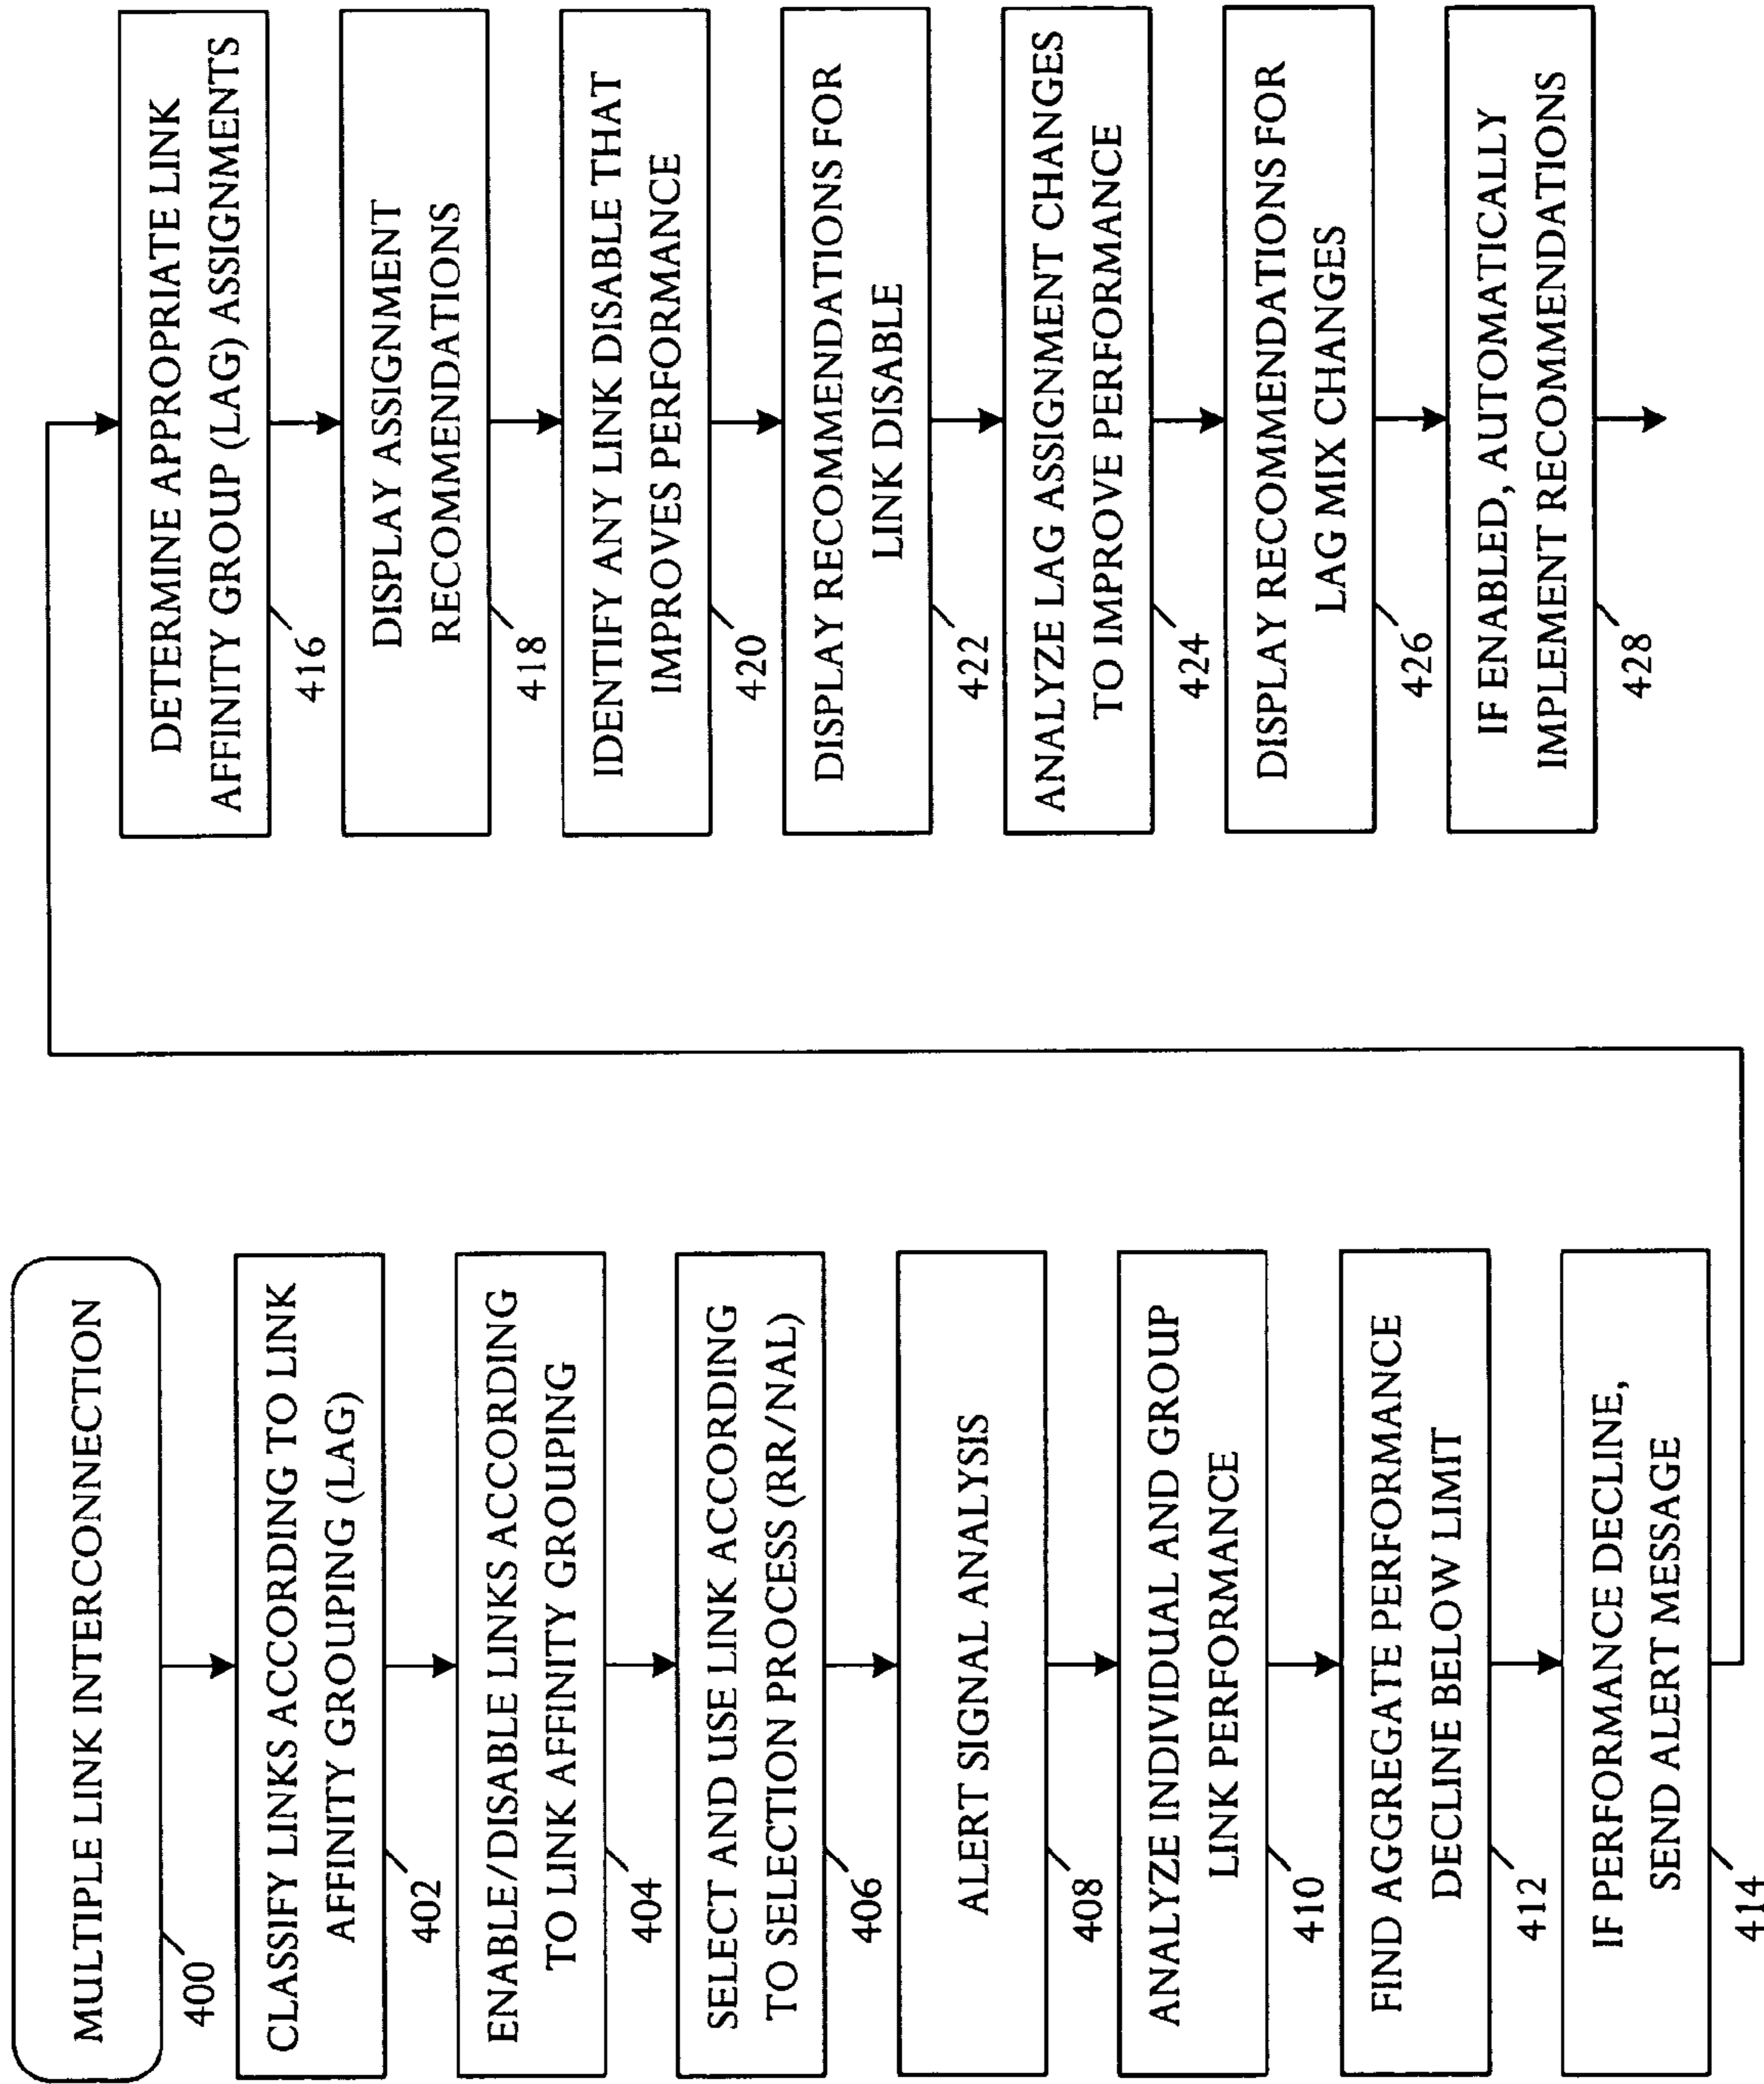 MULTIPLE LINK INTERCONNECTION
400
CLASSIFY LINKS ACCORDING TO LINK
AFFINITY GROUPING (LAG)
402
ENABLE/DISABLE LINKS ACCORDING
TO LINK AFFINITY GROUPING
404
SELECT AND USE LINK ACCORDING
TO SELECTION PROCESS (RR/NAL)
406
ALERT SIGNAL ANALYSIS
408
ANALYZE INDIVIDUAL AND GROUP
LINK PERFORMANCE
410
FIND AGGREGATE PERFORMANCE
DECLINE BELOW LIMIT
412
IF PERFORMANCE DECLINE,
SEND ALERT MESSAGE
414
DETERMINE APPROPRIATE LINK
AFFINITY GROUP (LAG) ASSIGNMENTS
416
DISPLAY ASSIGNMENT
RECOMMENDATIONS
418
IDENTIFY ANY LINK DISABLE THAT
IMPROVES PERFORMANCE
420
DISPLAY RECOMMENDATIONS FOR
LINK DISABLE
422
ANALYZE LAG ASSIGNMENT CHANGES
TO IMPROVE PERFORMANCE
424
DISPLAY RECOMMENDATIONS FOR
LAG MIX CHANGES
426
IF ENABLED, AUTOMATICALLY
IMPLEMENT RECOMMENDATIONS
428